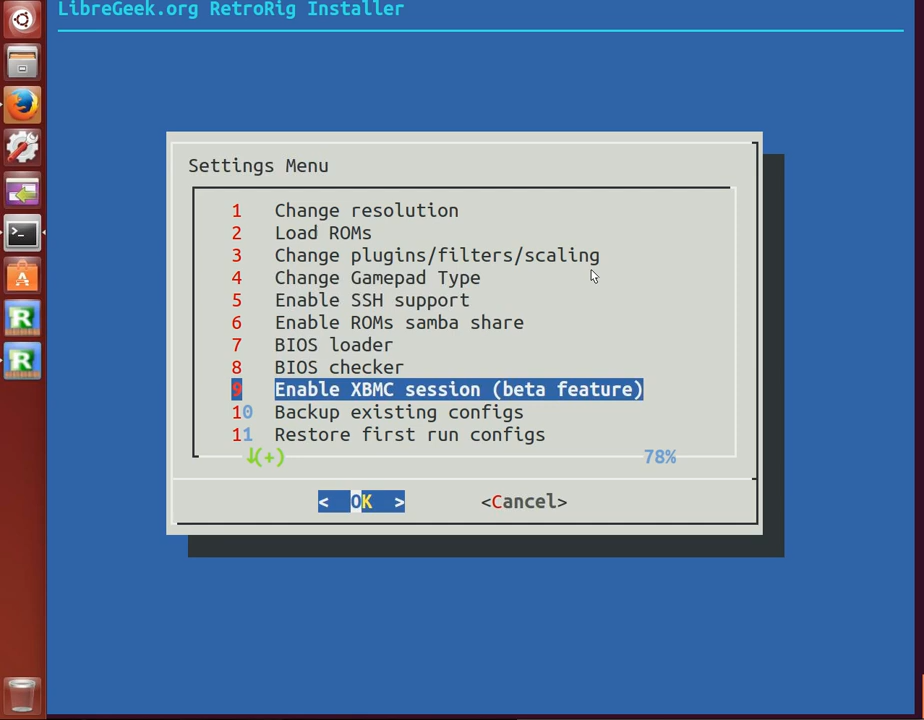 LibreGeek.org RetroRig Installer
Settings Menu
1 Change resolution
2 Load ROMs
3 Change plugins/filters/scaling
4 Change Gamepad Type
5 Enable SSH support
6 Enable ROMs samba share
7 BIOS loader
8 BIOS checker
9 Enable XBMC session (beta feature)
10 Backup existing configs
11 Restore first run configs
↓(+) 78%
< OK > <Cancel>